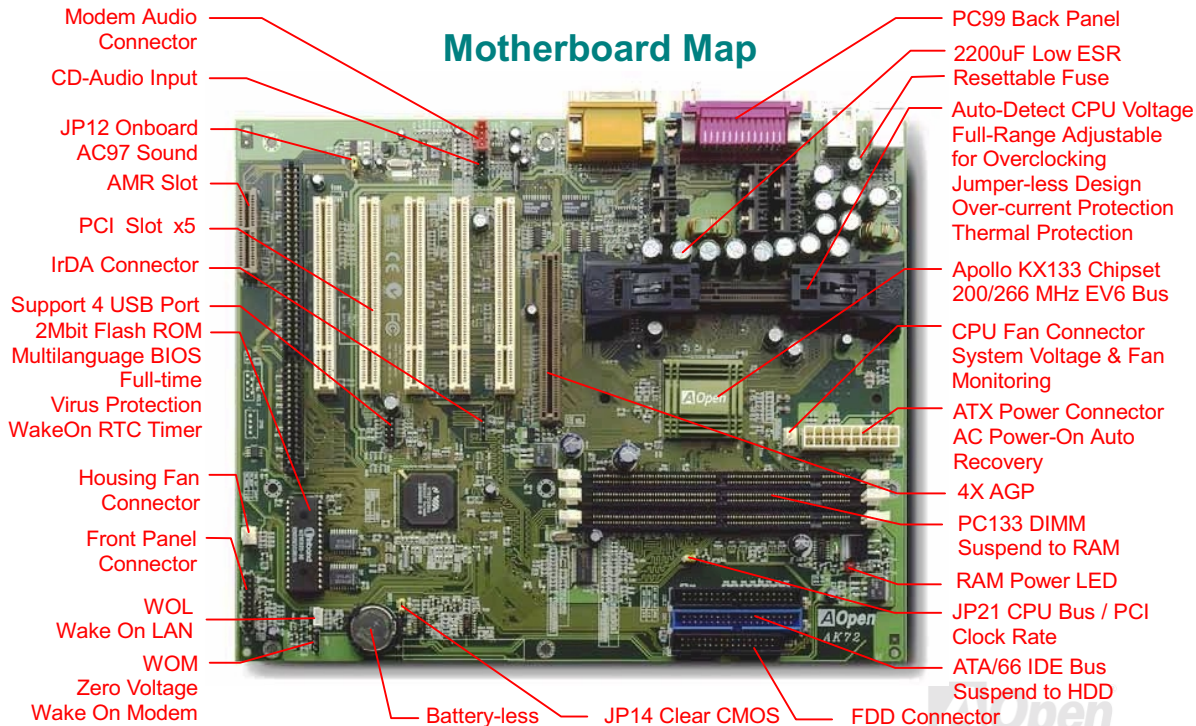 Motherboard Map
Modem Audio
Connector
CD-Audio Input
JP12 Onboard
AC97 Sound
AMR Slot
PCI Slot x5
IrDA Connector
Support 4 USB Port
2Mbit Flash ROM
Multilanguage BIOS
Full-time
Virus Protection
WakeOn RTC Timer
Housing Fan
Connector
Front Panel
Connector
WOL
Wake On LAN
WOM
Zero Voltage
Wake On Modem
PC99 Back Panel
2200uF Low ESR
Resettable Fuse
Auto-Detect CPU Voltage
Full-Range Adjustable
for Overclocking
Jumper-less Design
Over-current Protection
Thermal Protection
Apollo KX133 Chipset
200/266 MHz EV6 Bus
CPU Fan Connector
System Voltage & Fan
Monitoring
ATX Power Connector
AC Power-On Auto
Recovery
4X AGP
PC133 DIMM
Suspend to RAM
RAM Power LED
JP21 CPU Bus / PCI
Clock Rate
ATA/66 IDE Bus
Suspend to HDD
Battery-less
JP14 Clear CMOS
FDD Connector
AOpen
AOpen
AK72
AOpen